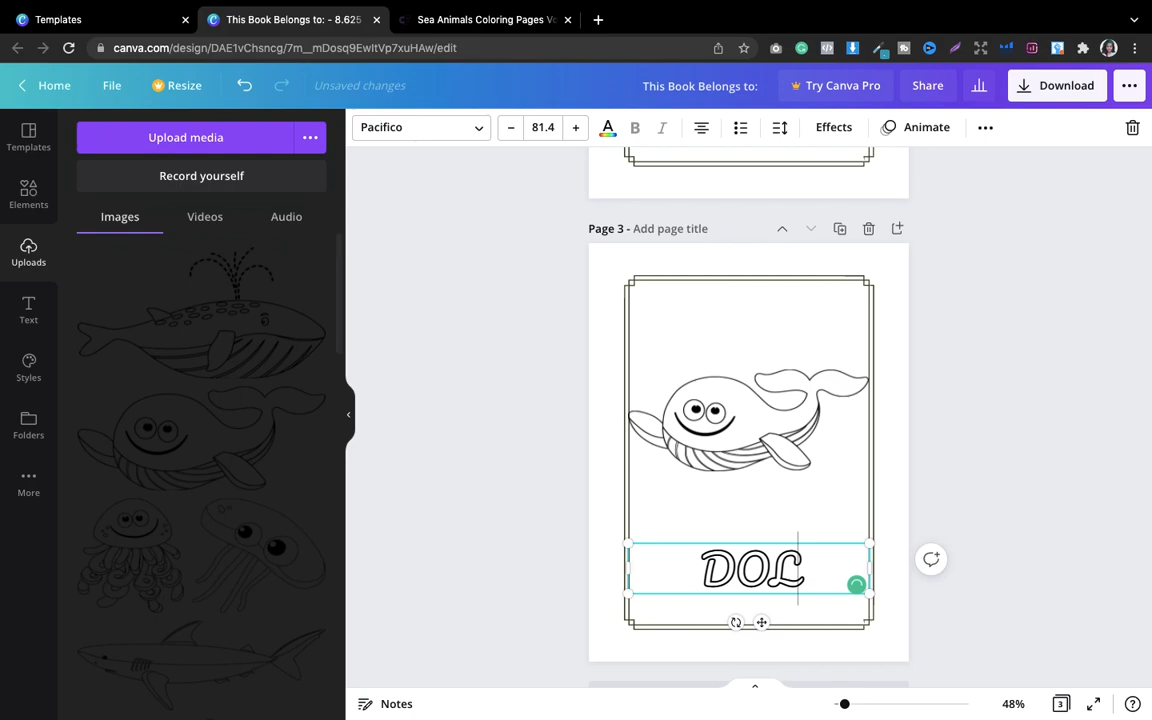 Templates
This Book Belongs to: - 8.625
Sea Animals Coloring Pages Vo
canva.com/design/DAE1vChsncg/7m__mDosq9EwItVp7xuHAw/edit
Home
File
Resize
Unsaved changes
This Book Belongs to:
Try Canva Pro
Share
Download
Templates
Elements
Uploads
Text
Styles
Folders
More
Upload media
Record yourself
Images
Videos
Audio
Pacifico
81.4
A
B
I
Effects
Animate
Page 3 - Add page title
DOL
Notes
48%
3